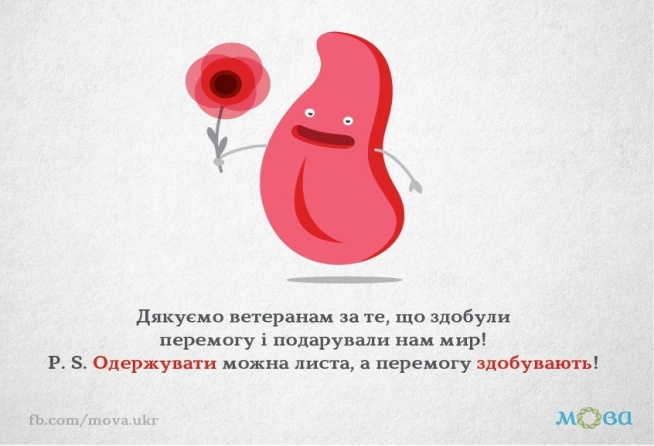 Дякуємо ветеранам за те, що здобули
перемогу і подарували нам мир!
P. S. Одержувати можна листа, а перемогу здобувають!
fb.com/mova.ukr
мова